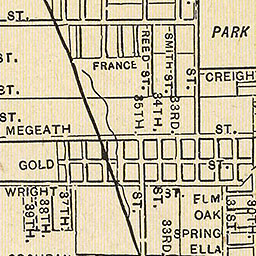 ST.
PARK
REED ST.
SMITH ST.
ST.
FRANCE
CREIGH
ST.
35TH.
34TH.
33RD.
ST.
MEGEATH
ST.
GOLD
ST.
WRIGHT
ST.
ST.
39TH.
38TH.
37TH.
33RD.
ELM
OAK
SPRING
ELLA
31ST.
30TH.